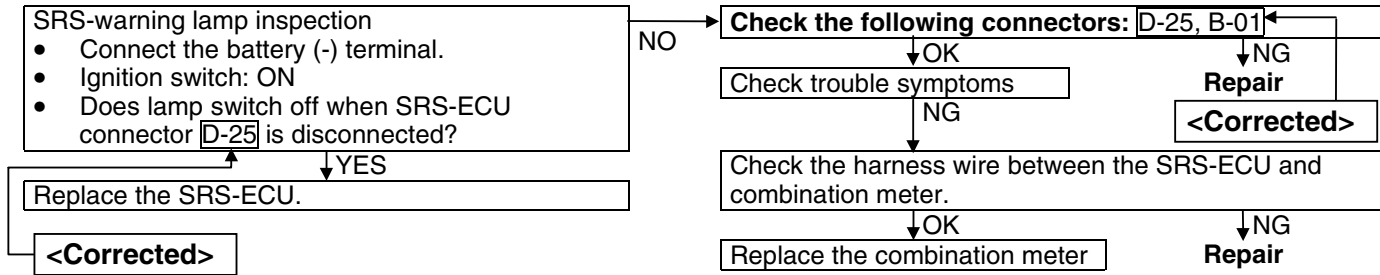 SRS-warning lamp inspection
• Connect the battery (-) terminal.
• Ignition switch: ON
• Does lamp switch off when SRS-ECU
connector D-25 is disconnected?
NO
YES
Replace the SRS-ECU.
<Corrected>
Check the following connectors: D-25, B-01
OK
NG
Check trouble symptoms
Repair
NG
<Corrected>
Check the harness wire between the SRS-ECU and
combination meter.
OK
NG
Replace the combination meter
Repair